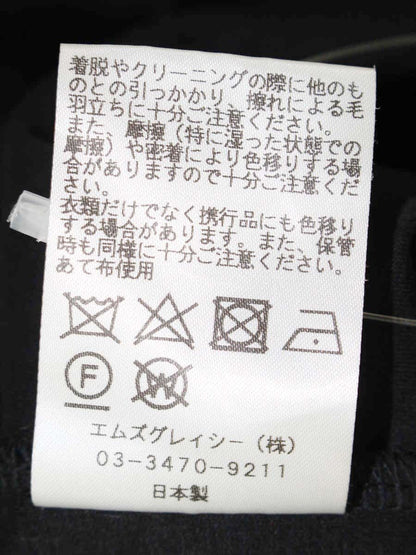 着脱やクリーニングの際に他のも
のとの引っかかり、擦れによる毛
羽立ちに十分ご注意ください。
また、摩擦（特に湿った状態での
摩擦）や密着により色移りする場
合がありますので十分ご注意くだ
さい。
衣類だけでなく携行品にも色移り
する場合があります。また、保管
時も同様に十分ご注意ください。
あて布使用
F W
エムズグレイシー（株）
03-3470-9211
日本製